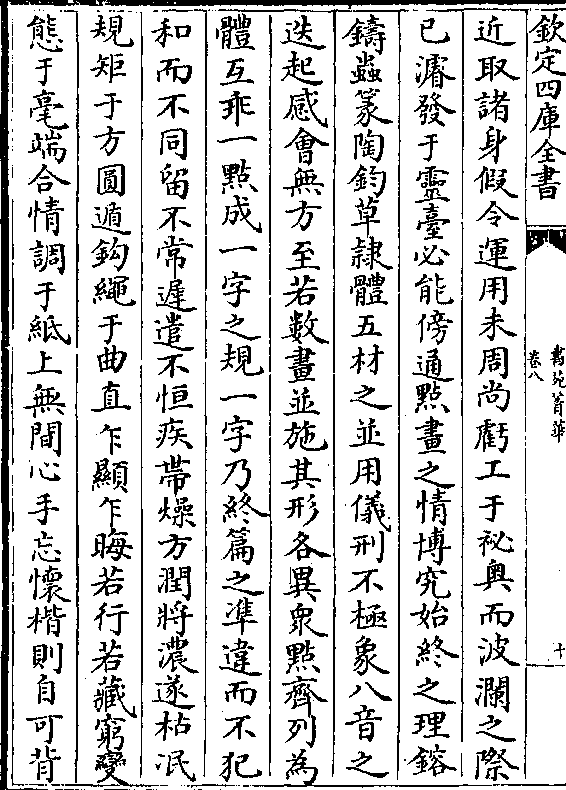 欽定四庫全書
書苑菁華
卷八
十
近取諸身假令運用未周尚虧工于祕奥而波瀾之際
已濬發于靈臺必能傍通點畫之情博究始終之理鎔
鑄蟲篆陶鈞草隷體五材之並用儀刑不極象八音之
迭起感會無方至若數畫並施其形各異衆點齊列為
體互乖一點成一字之規一字乃終篇之準違而不犯
和而不同留不常遲遣不恒疾帶燥方潤將濃遂枯泯
規矩于方圓遁鈎繩于曲直乍顯乍晦若行若藏窮變
態于毫端合情調于紙上無間心手忘懷楷則自可背